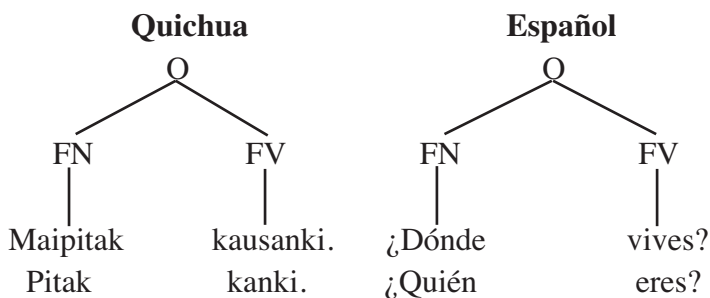 Quichua Español
O O
FN FV FN FV
Maipitak kausanki. ¿Dónde vives?
Pitak kanki. ¿Quién eres?